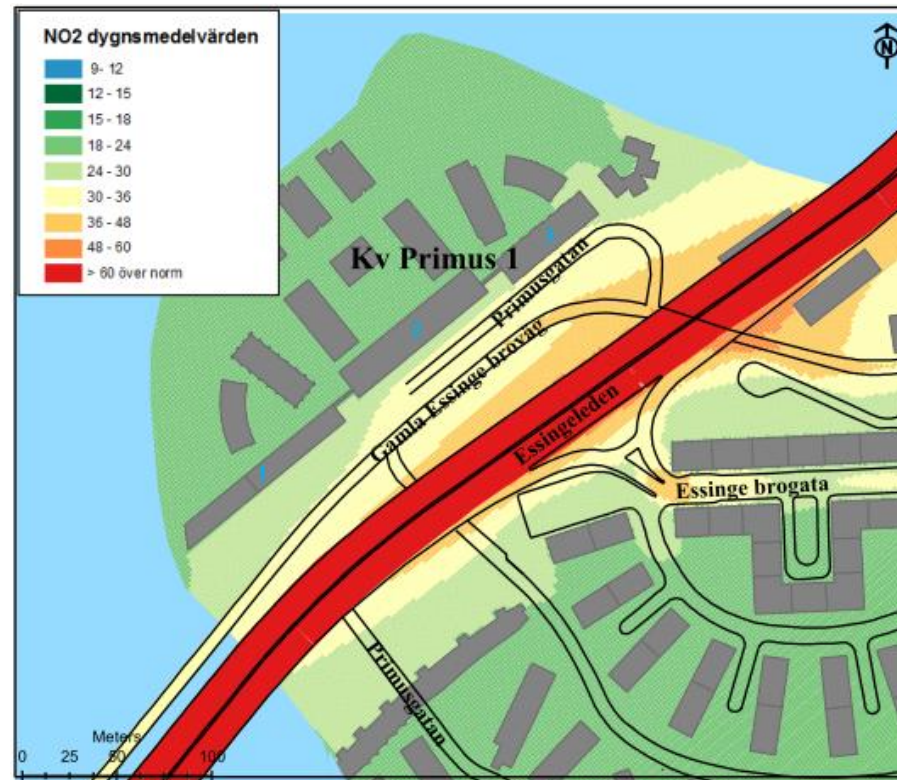 NO2 dygnsmedelvärden
9- 12
12 - 15
15 - 18
18 - 24
24 - 30
30 - 36
36 - 48
48 - 60
> 60 över norm
N
Kv Primus 1
Primusgatan
Gamla Essinge broväg
Essingeleden
Essinge brogata
Primusgatan
Meters
0 25 50 100